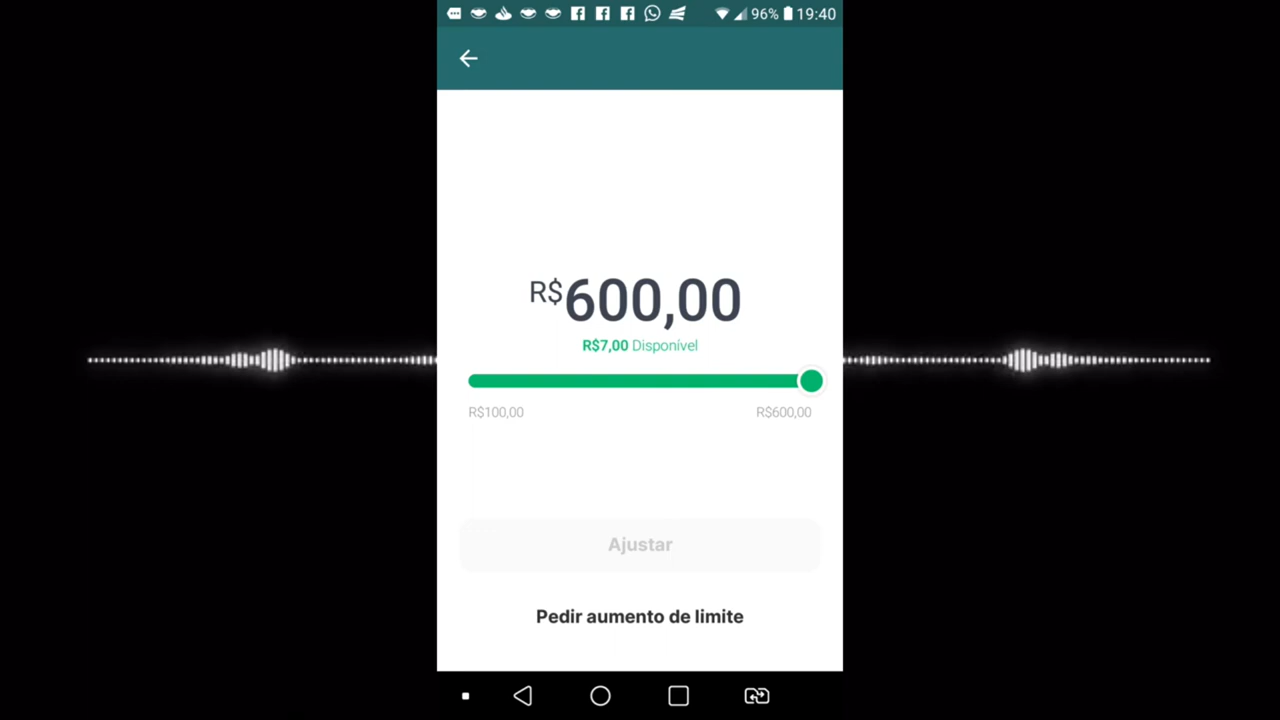 96% 19:40
R$600,00
R$7,00 Disponível
R$100,00 R$600,00
Ajustar
Pedir aumento de limite